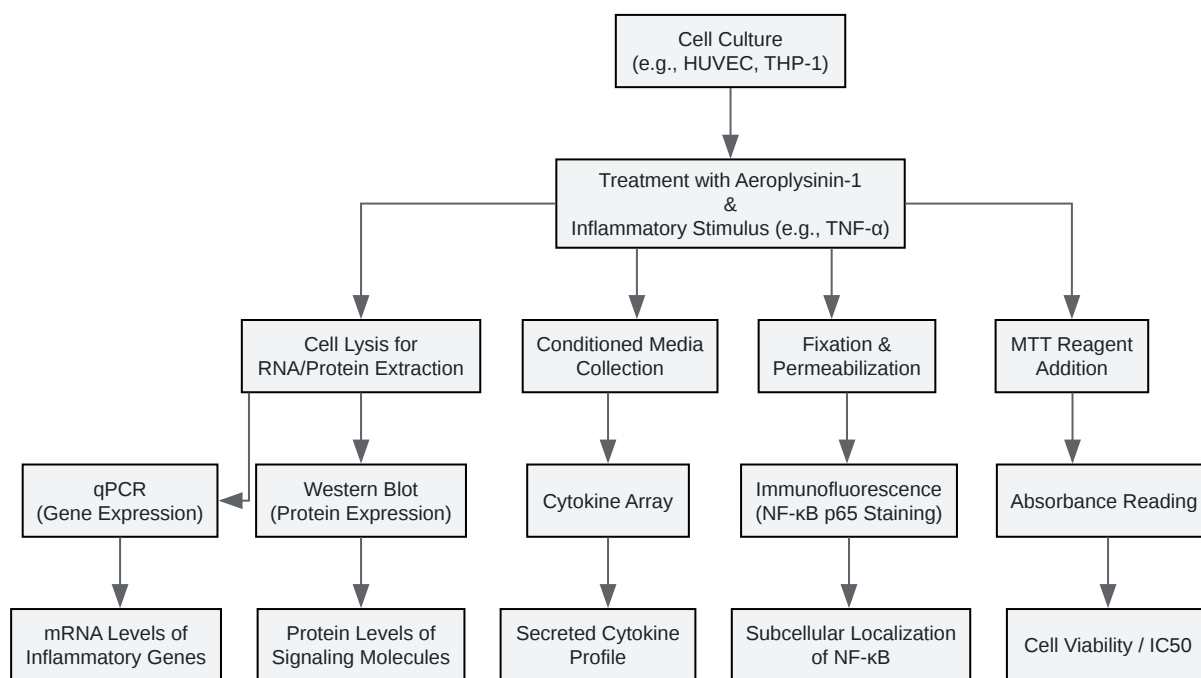 Cell Culture
(e.g., HUVEC, THP-1)
Treatment with Aeroplysinin-1
&
Inflammatory Stimulus (e.g., TNF-α)
Cell Lysis for
RNA/Protein Extraction
Conditioned Media
Collection
Fixation &
Permeabilization
MTT Reagent
Addition
qPCR
(Gene Expression)
Western Blot
(Protein Expression)
Cytokine Array
Immunofluorescence
(NF-κB p65 Staining)
Absorbance Reading
mRNA Levels of
Inflammatory Genes
Protein Levels of
Signaling Molecules
Secreted Cytokine
Profile
Subcellular Localization
of NF-κB
Cell Viability / IC50